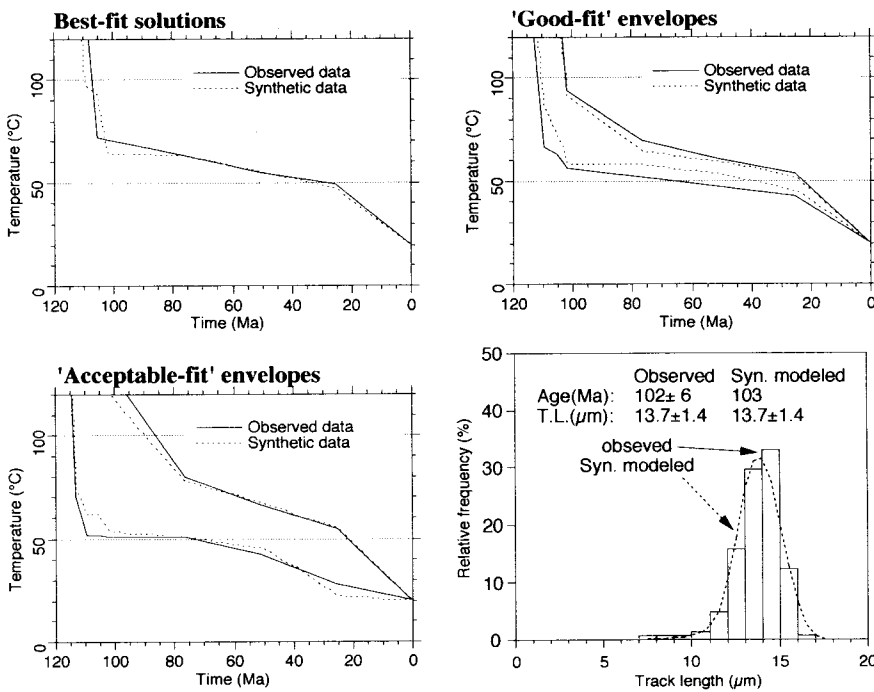 Best-fit solutions
Observed data
Synthetic data
100
50
0
Temperature (°C)
120 100 80 60 40 20 0
Time (Ma)
'Good-fit' envelopes
Observed data
Synthetic data
100
50
0
Temperature (°C)
120 100 80 60 40 20 0
Time (Ma)
'Acceptable-fit' envelopes
Observed data
Synthetic data
100
50
0
Temperature (°C)
120 100 80 60 40 20 0
Time (Ma)
Observed Syn. modeled
Age(Ma): 102± 6 103
T.L.(µm): 13.7±1.4 13.7±1.4
obseved
Syn. modeled
50
40
30
20
10
0
Relative frequency (%)
0 5 10 15 20
Track length (µm)